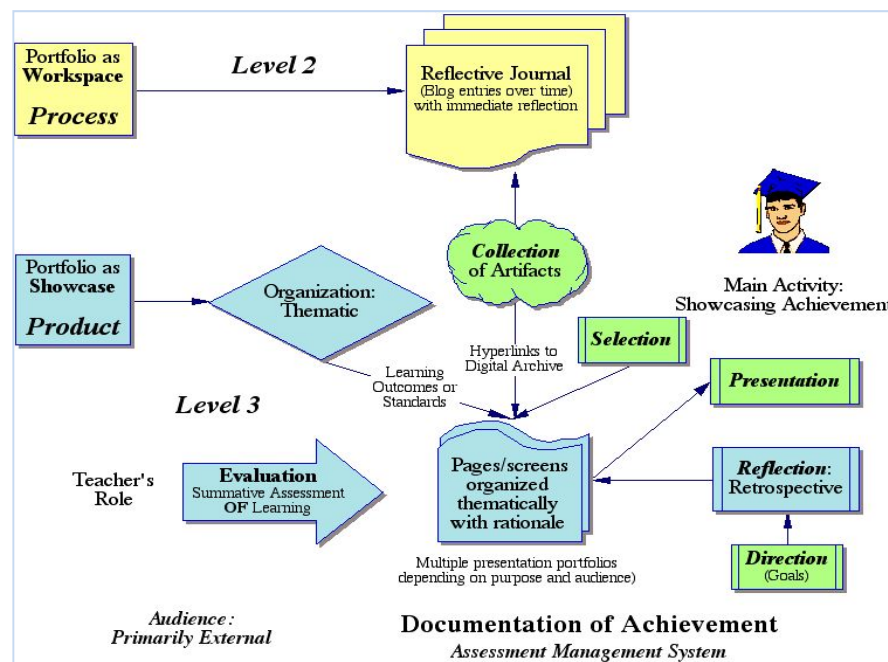 Portfolio as
Workspace
Process
Level 2
Reflective Journal
(Blog entries over time)
with immediate reflection
Collection
of Artifacts
Portfolio as
Showcase
Product
Organization:
Thematic
Main Activity:
Showcasing Achievement
Selection
Hyperlinks to
Digital Archive
Learning
Outcomes or
Standards
Presentation
Level 3
Teacher's
Role
Evaluation
Summative Assessment
OF Learning
Pages/screens
organized
thematically
with rationale
Reflection:
Retrospective
Multiple presentation portfolios
depending on purpose and audience)
Direction
(Goals)
Audience:
Primarily External
Documentation of Achievement
Assessment Management System